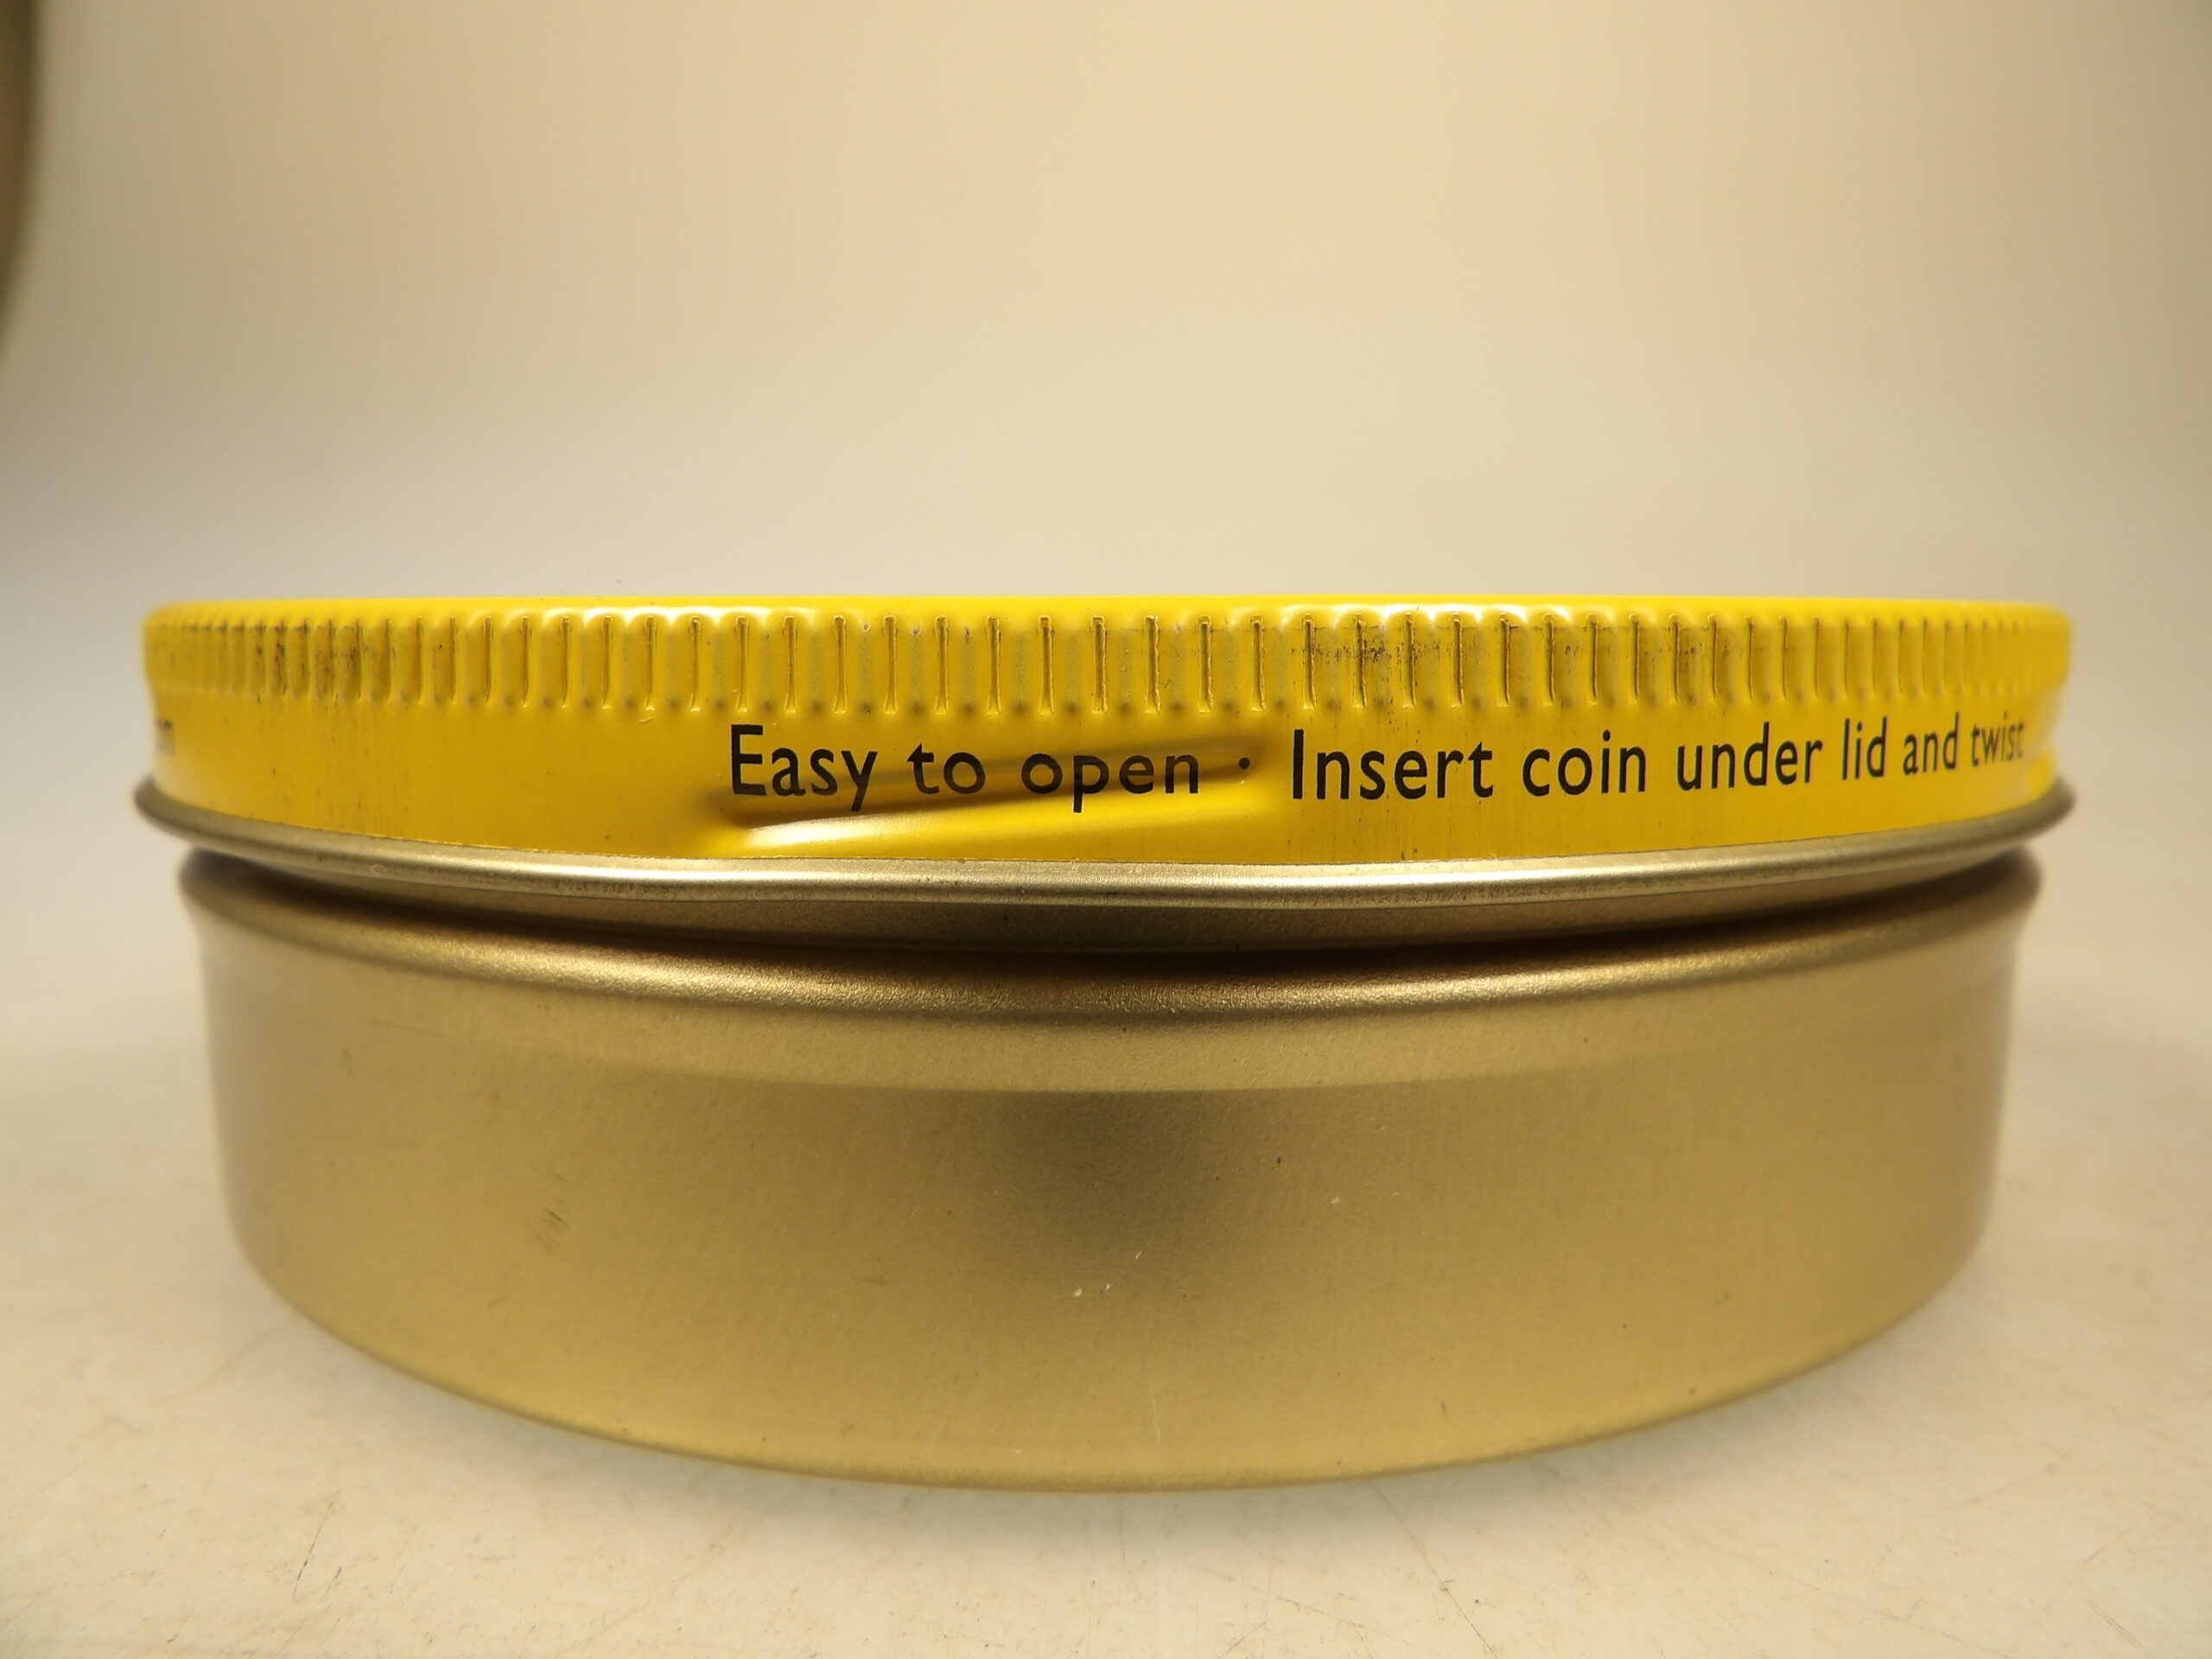 Easy to open · Insert coin under lid and twist